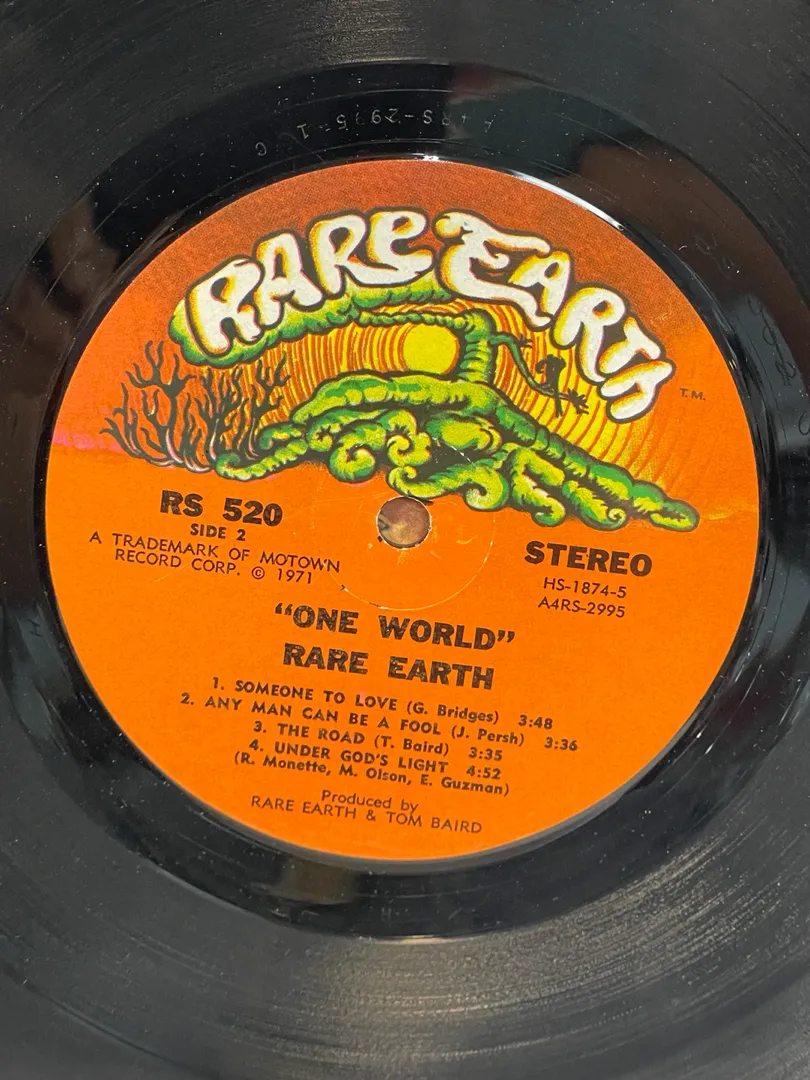 A4RS-2995-1 C
RARE EARTH
T.M.
RS 520
SIDE 2
A TRADEMARK OF MOTOWN
RECORD CORP. © 1971
STEREO
HS-1874-5
A4RS-2995
"ONE WORLD"
RARE EARTH
1. SOMEONE TO LOVE (G. Bridges) 3:48
2. ANY MAN CAN BE A FOOL (J. Persh) 3:36
3. THE ROAD (T. Baird) 3:35
4. UNDER GOD'S LIGHT 4:52
(R. Monette, M. Olson, E. Guzman)
Produced by
RARE EARTH & TOM BAIRD